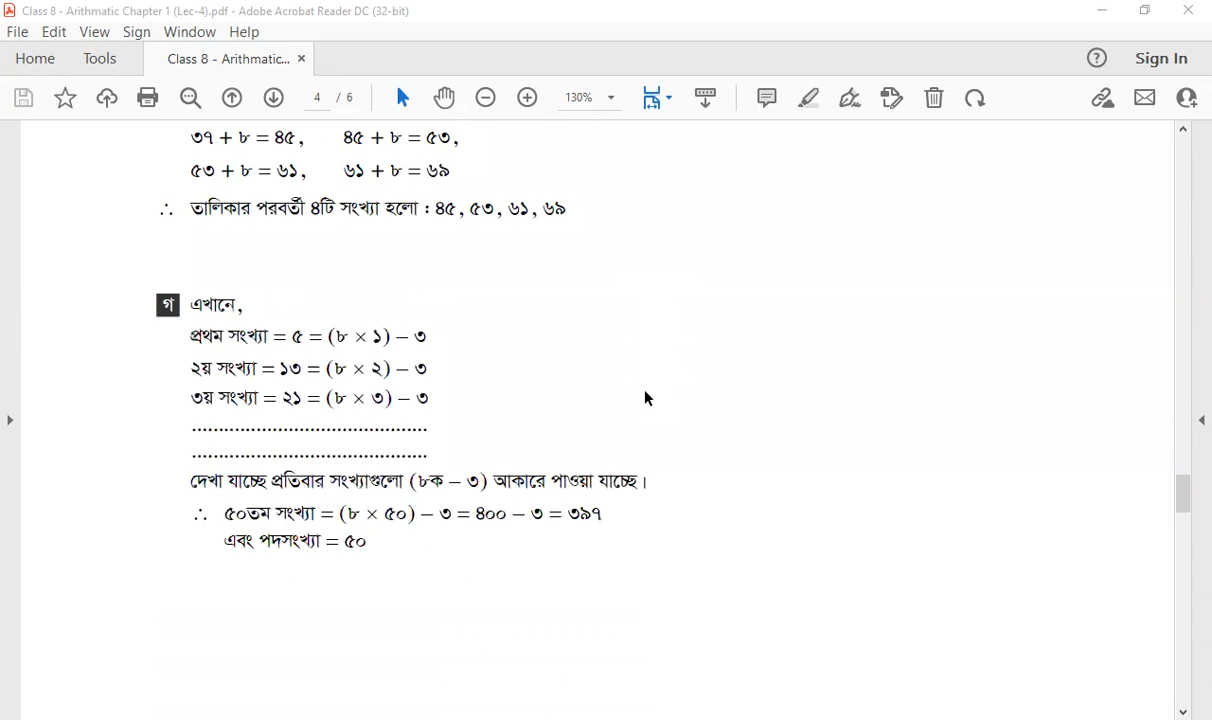 Class 8 - Arithmatic Chapter 1 (Lec-4).pdf - Adobe Acrobat Reader DC (32-bit)
File Edit View Sign Window Help
Home Tools Class 8 - Arithmatic... × ? Sign In
4 / 6 130%
৩৭ + ৮ = ৪৫, ৪৫ + ৮ = ৫৩,
৫৩ + ৮ = ৬১, ৬১ + ৮ = ৬৯
∴ তালিকার পরবর্তী ৪টি সংখ্যা হলো : ৪৫, ৫৩, ৬১, ৬৯
গ এখানে,
প্রথম সংখ্যা = ৫ = (৮ × ১) – ৩
২য় সংখ্যা = ১৩ = (৮ × ২) – ৩
৩য় সংখ্যা = ২১ = (৮ × ৩) – ৩
............................................
............................................
দেখা যাচ্ছে প্রতিবার সংখ্যাগুলো (৮ক – ৩) আকারে পাওয়া যাচ্ছে।
∴ ৫০তম সংখ্যা = (৮ × ৫০) – ৩ = ৪০০ – ৩ = ৩৯৭
এবং পদসংখ্যা = ৫০